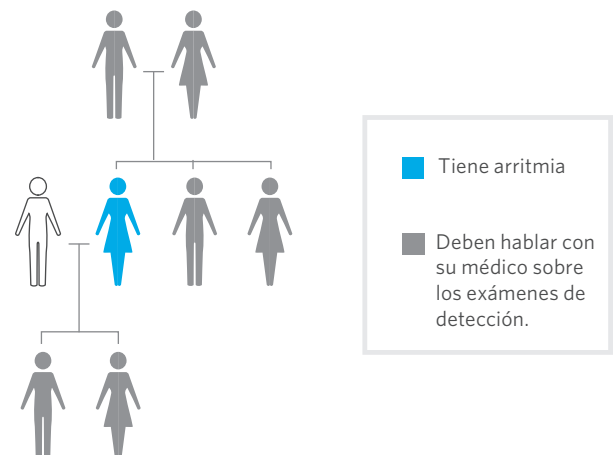 Tiene arritmia
Deben hablar con
su médico sobre
los exámenes de
detección.